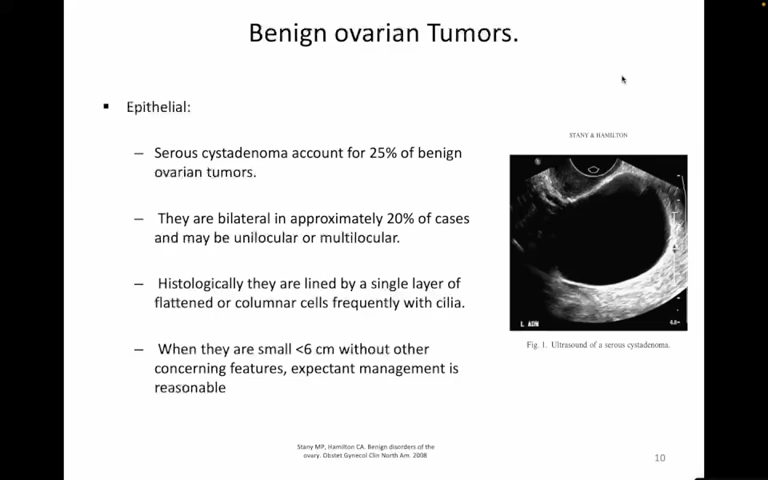 Benign ovarian Tumors.
▪ Epithelial:
– Serous cystadenoma account for 25% of benign
ovarian tumors.
– They are bilateral in approximately 20% of cases
and may be unilocular or multilocular.
– Histologically they are lined by a single layer of
flattened or columnar cells frequently with cilia.
– When they are small <6 cm without other
concerning features, expectant management is
reasonable
STANY & HAMILTON
L ADN
Fig. 1. Ultrasound of a serous cystadenoma.
Stany MP, Hamilton CA. Benign disorders of the
ovary. Obstet Gynecol Clin North Am 2008
10